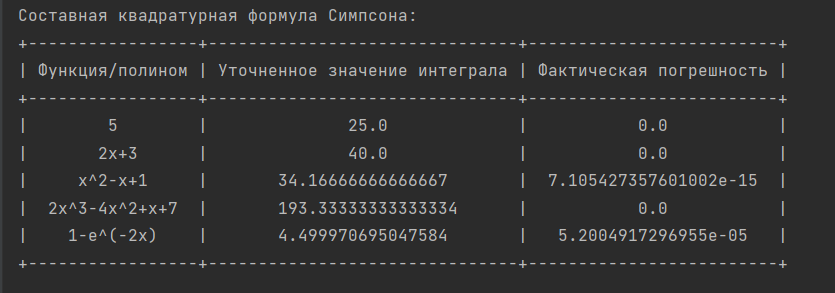 Составная квадратурная формула Симпсона:
+-----------------+-------------------------------+-------------------------+
| Функция/полином | Уточненное значение интеграла | Фактическая погрешность |
+-----------------+-------------------------------+-------------------------+
| 5 | 25.0 | 0.0 |
| 2x+3 | 40.0 | 0.0 |
| x^2-x+1 | 34.16666666666667 | 7.105427357601002e-15 |
| 2x^3-4x^2+x+7 | 193.33333333333334 | 0.0 |
| 1-e^(-2x) | 4.499970695047584 | 5.2004917296955e-05 |
+-----------------+-------------------------------+-------------------------+